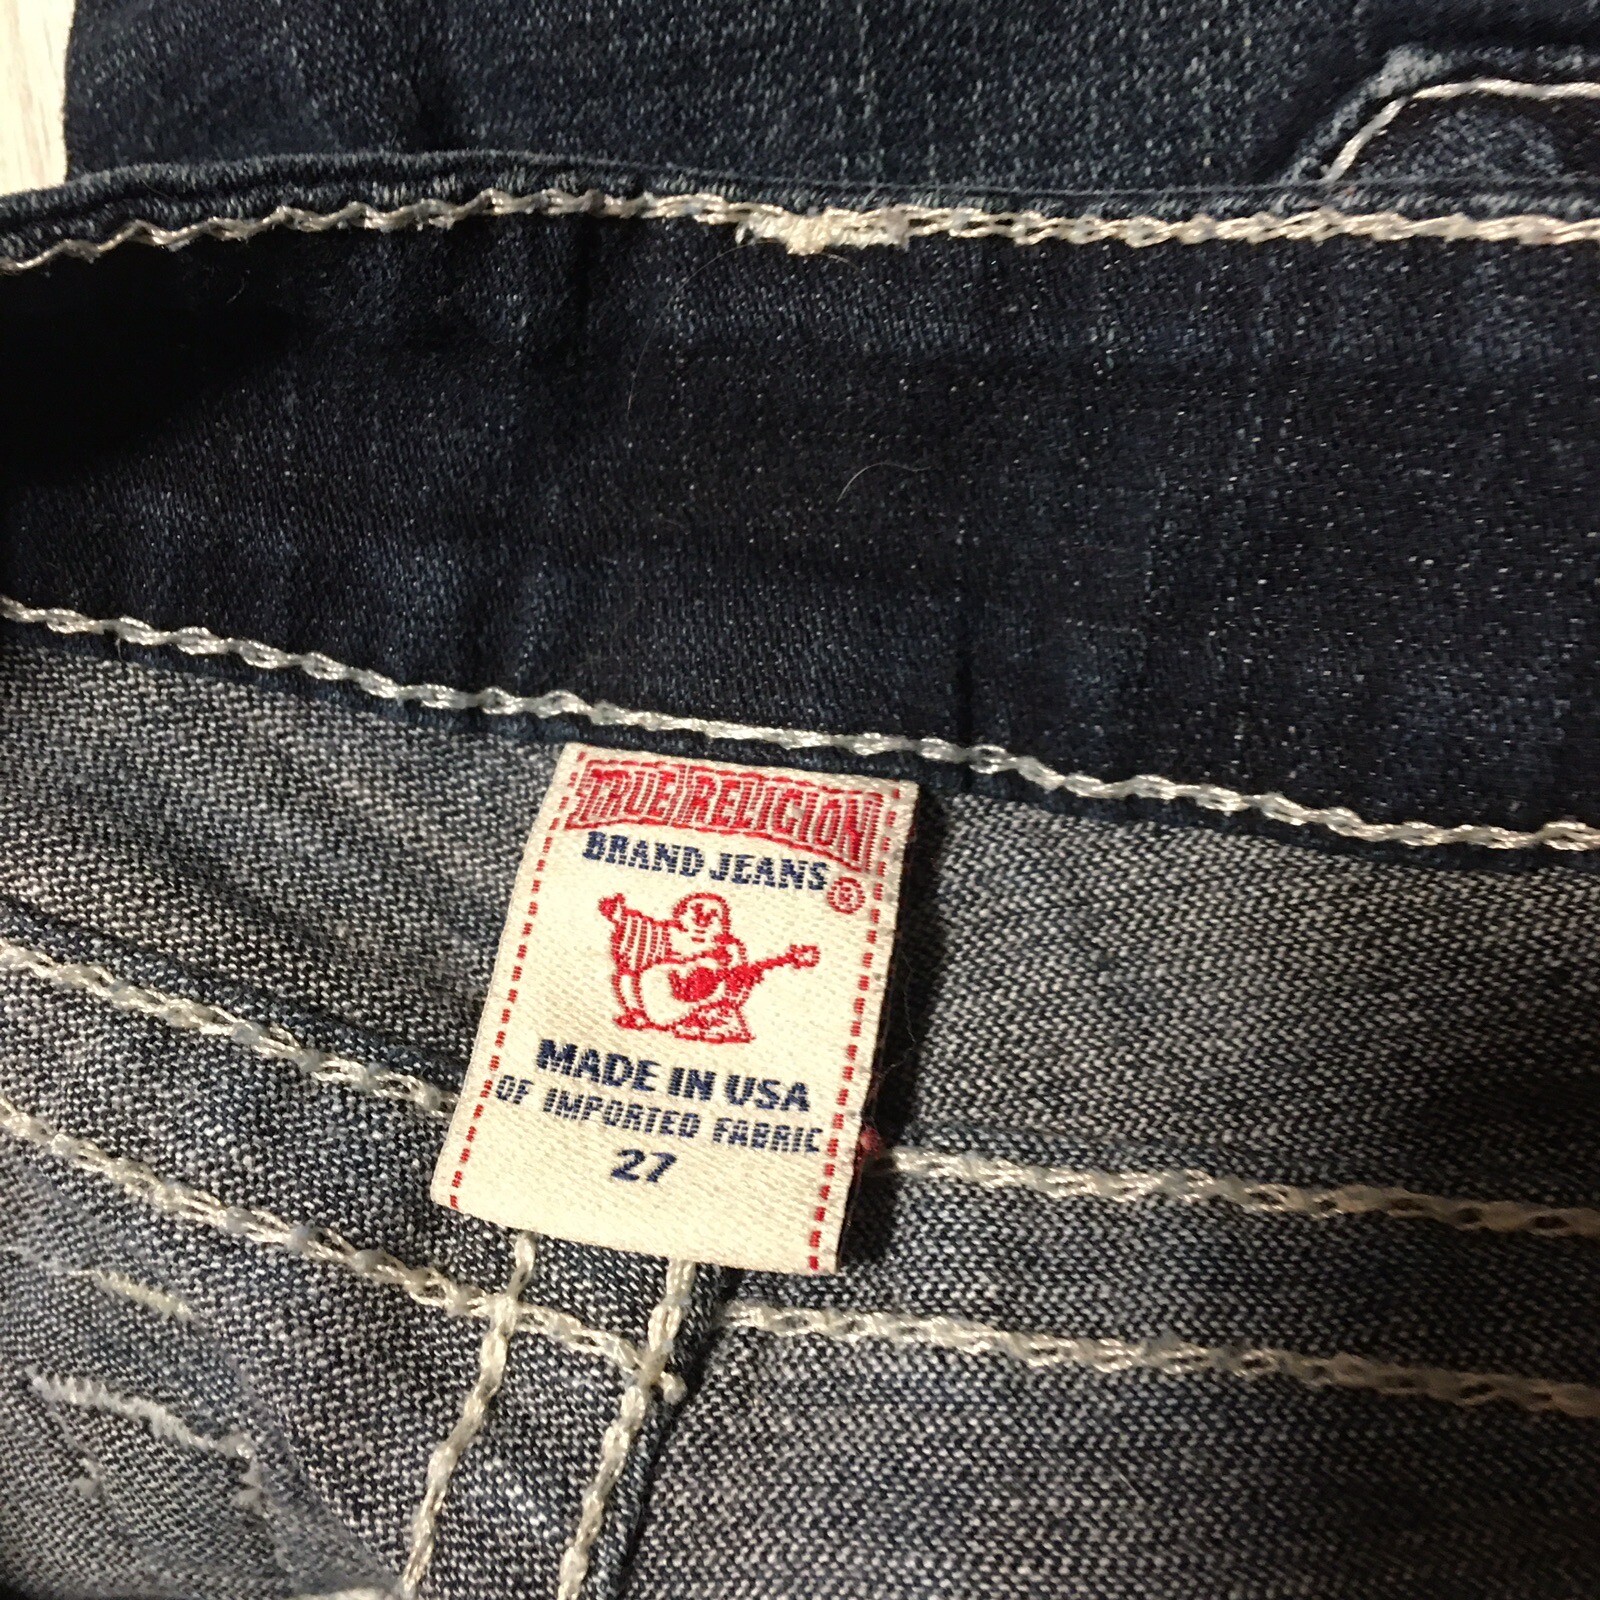 TRUE RELIGION
BRAND JEANS®
MADE IN USA
OF IMPORTED FABRIC
27